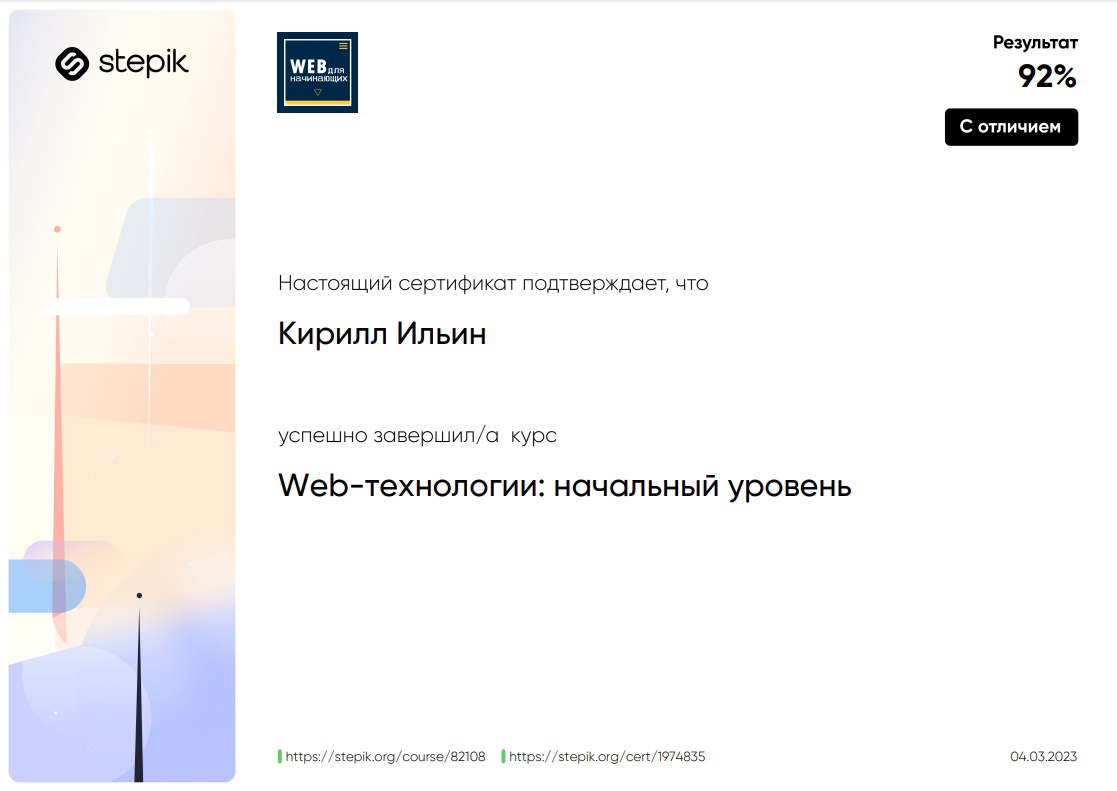 stepik
WEB для
начинающих
Результат
92%
С отличием
Настоящий сертификат подтверждает, что
Кирилл Ильин
успешно завершил/а  курс
Web-технологии: начальный уровень
https://stepik.org/course/82108
https://stepik.org/cert/1974835
04.03.2023